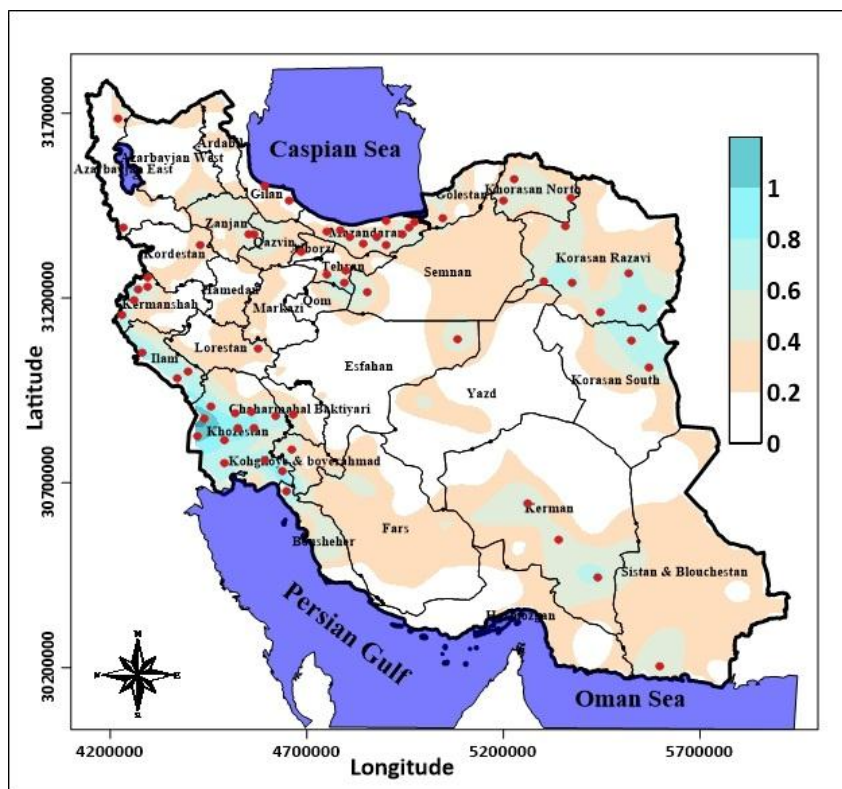 Latitude
31700000
31200000
30700000
30200000
Caspian Sea
Ardabil
Azarbayjan West
Azarbayjan East
Gilan
Golestan
Khorasan North
Zanjan
Mazandaran
Qazvin
Alborz
Kordestan
Tehran
Semnan
Korasan Razavi
Hamedan
Kermanshah
Qom
Markazi
Lorestan
Ilam
Esfahan
Yazd
Korasan South
Chaharmahal Baktiyari
Khozestan
Kohgiloye & boyerahmad
Kerman
Fars
Boushehr
Sistan & Blouchestan
Hormozgan
Persian Gulf
Oman Sea
1
0.8
0.6
0.4
0.2
0
N
E
S
4200000 4700000 5200000 5700000
Longitude